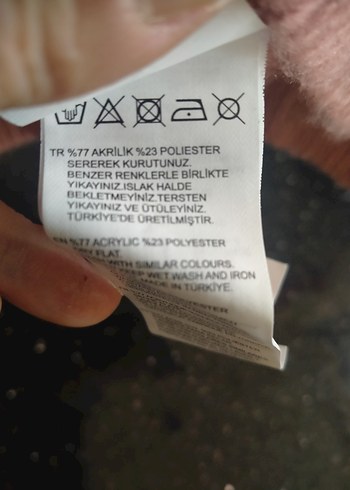 TR %77 AKRİLİK %23 POLIESTER
SEREREK KURUTUNUZ.
BENZER RENKLERLE BİRLİKTE
YIKAYINIZ.ISLAK HALDE
BEKLETMEYİNİZ.TERSTEN
YIKAYINIZ VE ÜTÜLEYİNİZ.
TÜRKİYE'DE ÜRETİLMİŞTİR.
EN %77 ACRYLIC %23 POLYESTER
FLAT.
WITH SIMILAR COLOURS.
KEEP WET WASH AND IRON
MADE IN TÜRKİYE.